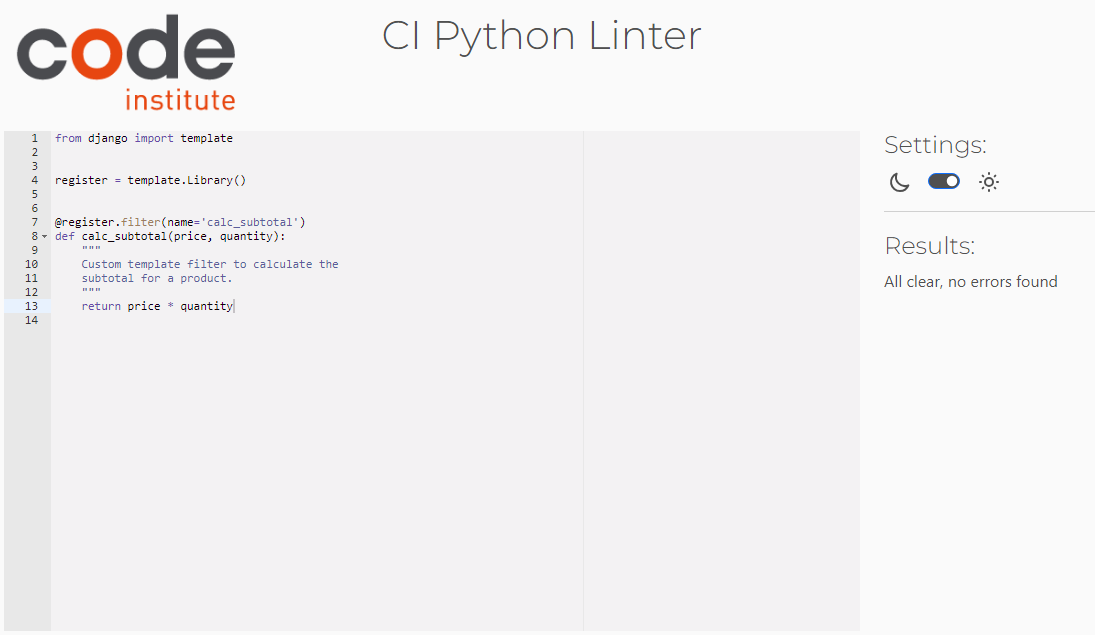 code
institute
CI Python Linter
1 from django import template
2
3
4 register = template.Library()
5
6
7 @register.filter(name='calc_subtotal')
8 def calc_subtotal(price, quantity):
9     """
10     Custom template filter to calculate the
11     subtotal for a product.
12     """
13     return price * quantity
14
Settings:
Results:
All clear, no errors found